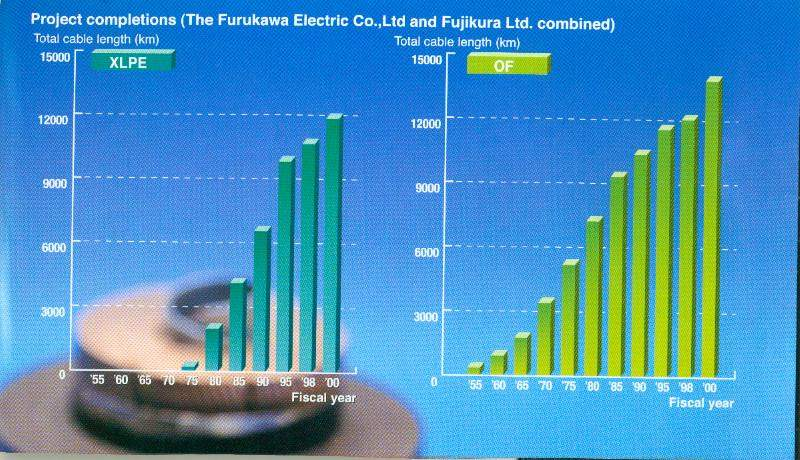 Project completions (The Furukawa Electric Co.,Ltd and Fujikura Ltd. combined)
Total cable length (km)
XLPE
15000
12000
9000
6000
3000
0
'55 '60 '65 70 '75 '80 '85 '90 '95 '98 '00
Fiscal year
Total cable length (km)
OF
15000
12000
9000
6000
3000
0
'55 '60 '65 '70 '75 '80 '85 '90 '95 '98 '00
Fiscal year